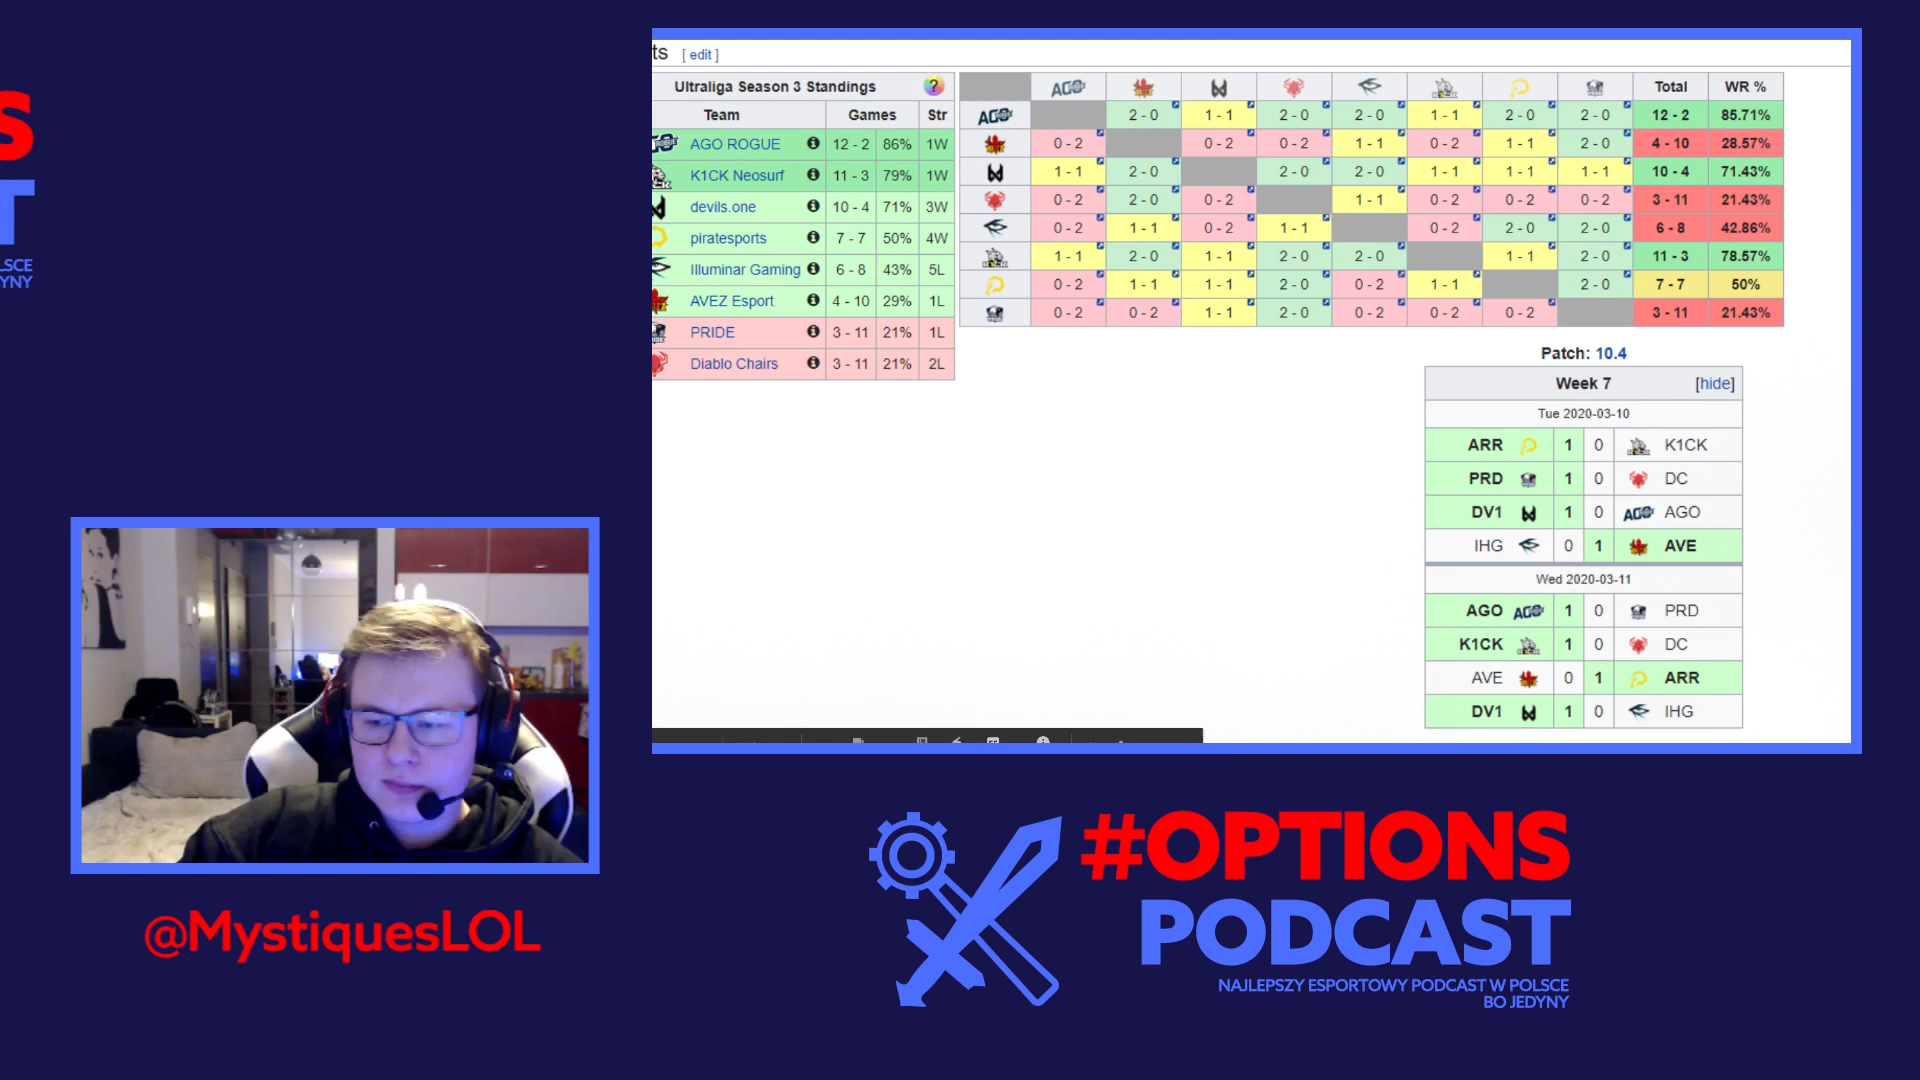 S
T
LSCE
YNY
ts [ edit ]
Ultraliga Season 3 Standings ?
Team Games Str
AGO ROGUE 12 - 2 86% 1W
K1CK Neosurf 11 - 3 79% 1W
devils.one 10 - 4 71% 3W
piratesports 7 - 7 50% 4W
Illuminar Gaming 6 - 8 43% 5L
AVEZ Esport 4 - 10 29% 1L
PRIDE 3 - 11 21% 1L
Diablo Chairs 3 - 11 21% 2L
AGO Total WR %
AGO 2 - 0 1 - 1 2 - 0 2 - 0 1 - 1 2 - 0 2 - 0 12 - 2 85.71%
0 - 2 0 - 2 0 - 2 1 - 1 0 - 2 1 - 1 2 - 0 4 - 10 28.57%
1 - 1 2 - 0 2 - 0 2 - 0 1 - 1 1 - 1 1 - 1 10 - 4 71.43%
0 - 2 2 - 0 0 - 2 1 - 1 0 - 2 0 - 2 0 - 2 3 - 11 21.43%
0 - 2 1 - 1 0 - 2 1 - 1 0 - 2 2 - 0 2 - 0 6 - 8 42.86%
1 - 1 2 - 0 1 - 1 2 - 0 2 - 0 1 - 1 2 - 0 11 - 3 78.57%
0 - 2 1 - 1 1 - 1 2 - 0 0 - 2 1 - 1 2 - 0 7 - 7 50%
0 - 2 0 - 2 1 - 1 2 - 0 0 - 2 0 - 2 0 - 2 3 - 11 21.43%
Patch: 10.4
Week 7 [hide]
Tue 2020-03-10
ARR 1 0 K1CK
PRD 1 0 DC
DV1 1 0 AGO AGO
IHG 0 1 AVE
Wed 2020-03-11
AGO AGO 1 0 PRD
K1CK 1 0 DC
AVE 0 1 ARR
DV1 1 0 IHG
@MystiquesLOL
#OPTIONS
PODCAST
NAJLEPSZY ESPORTOWY PODCAST W POLSCE
BO JEDYNY